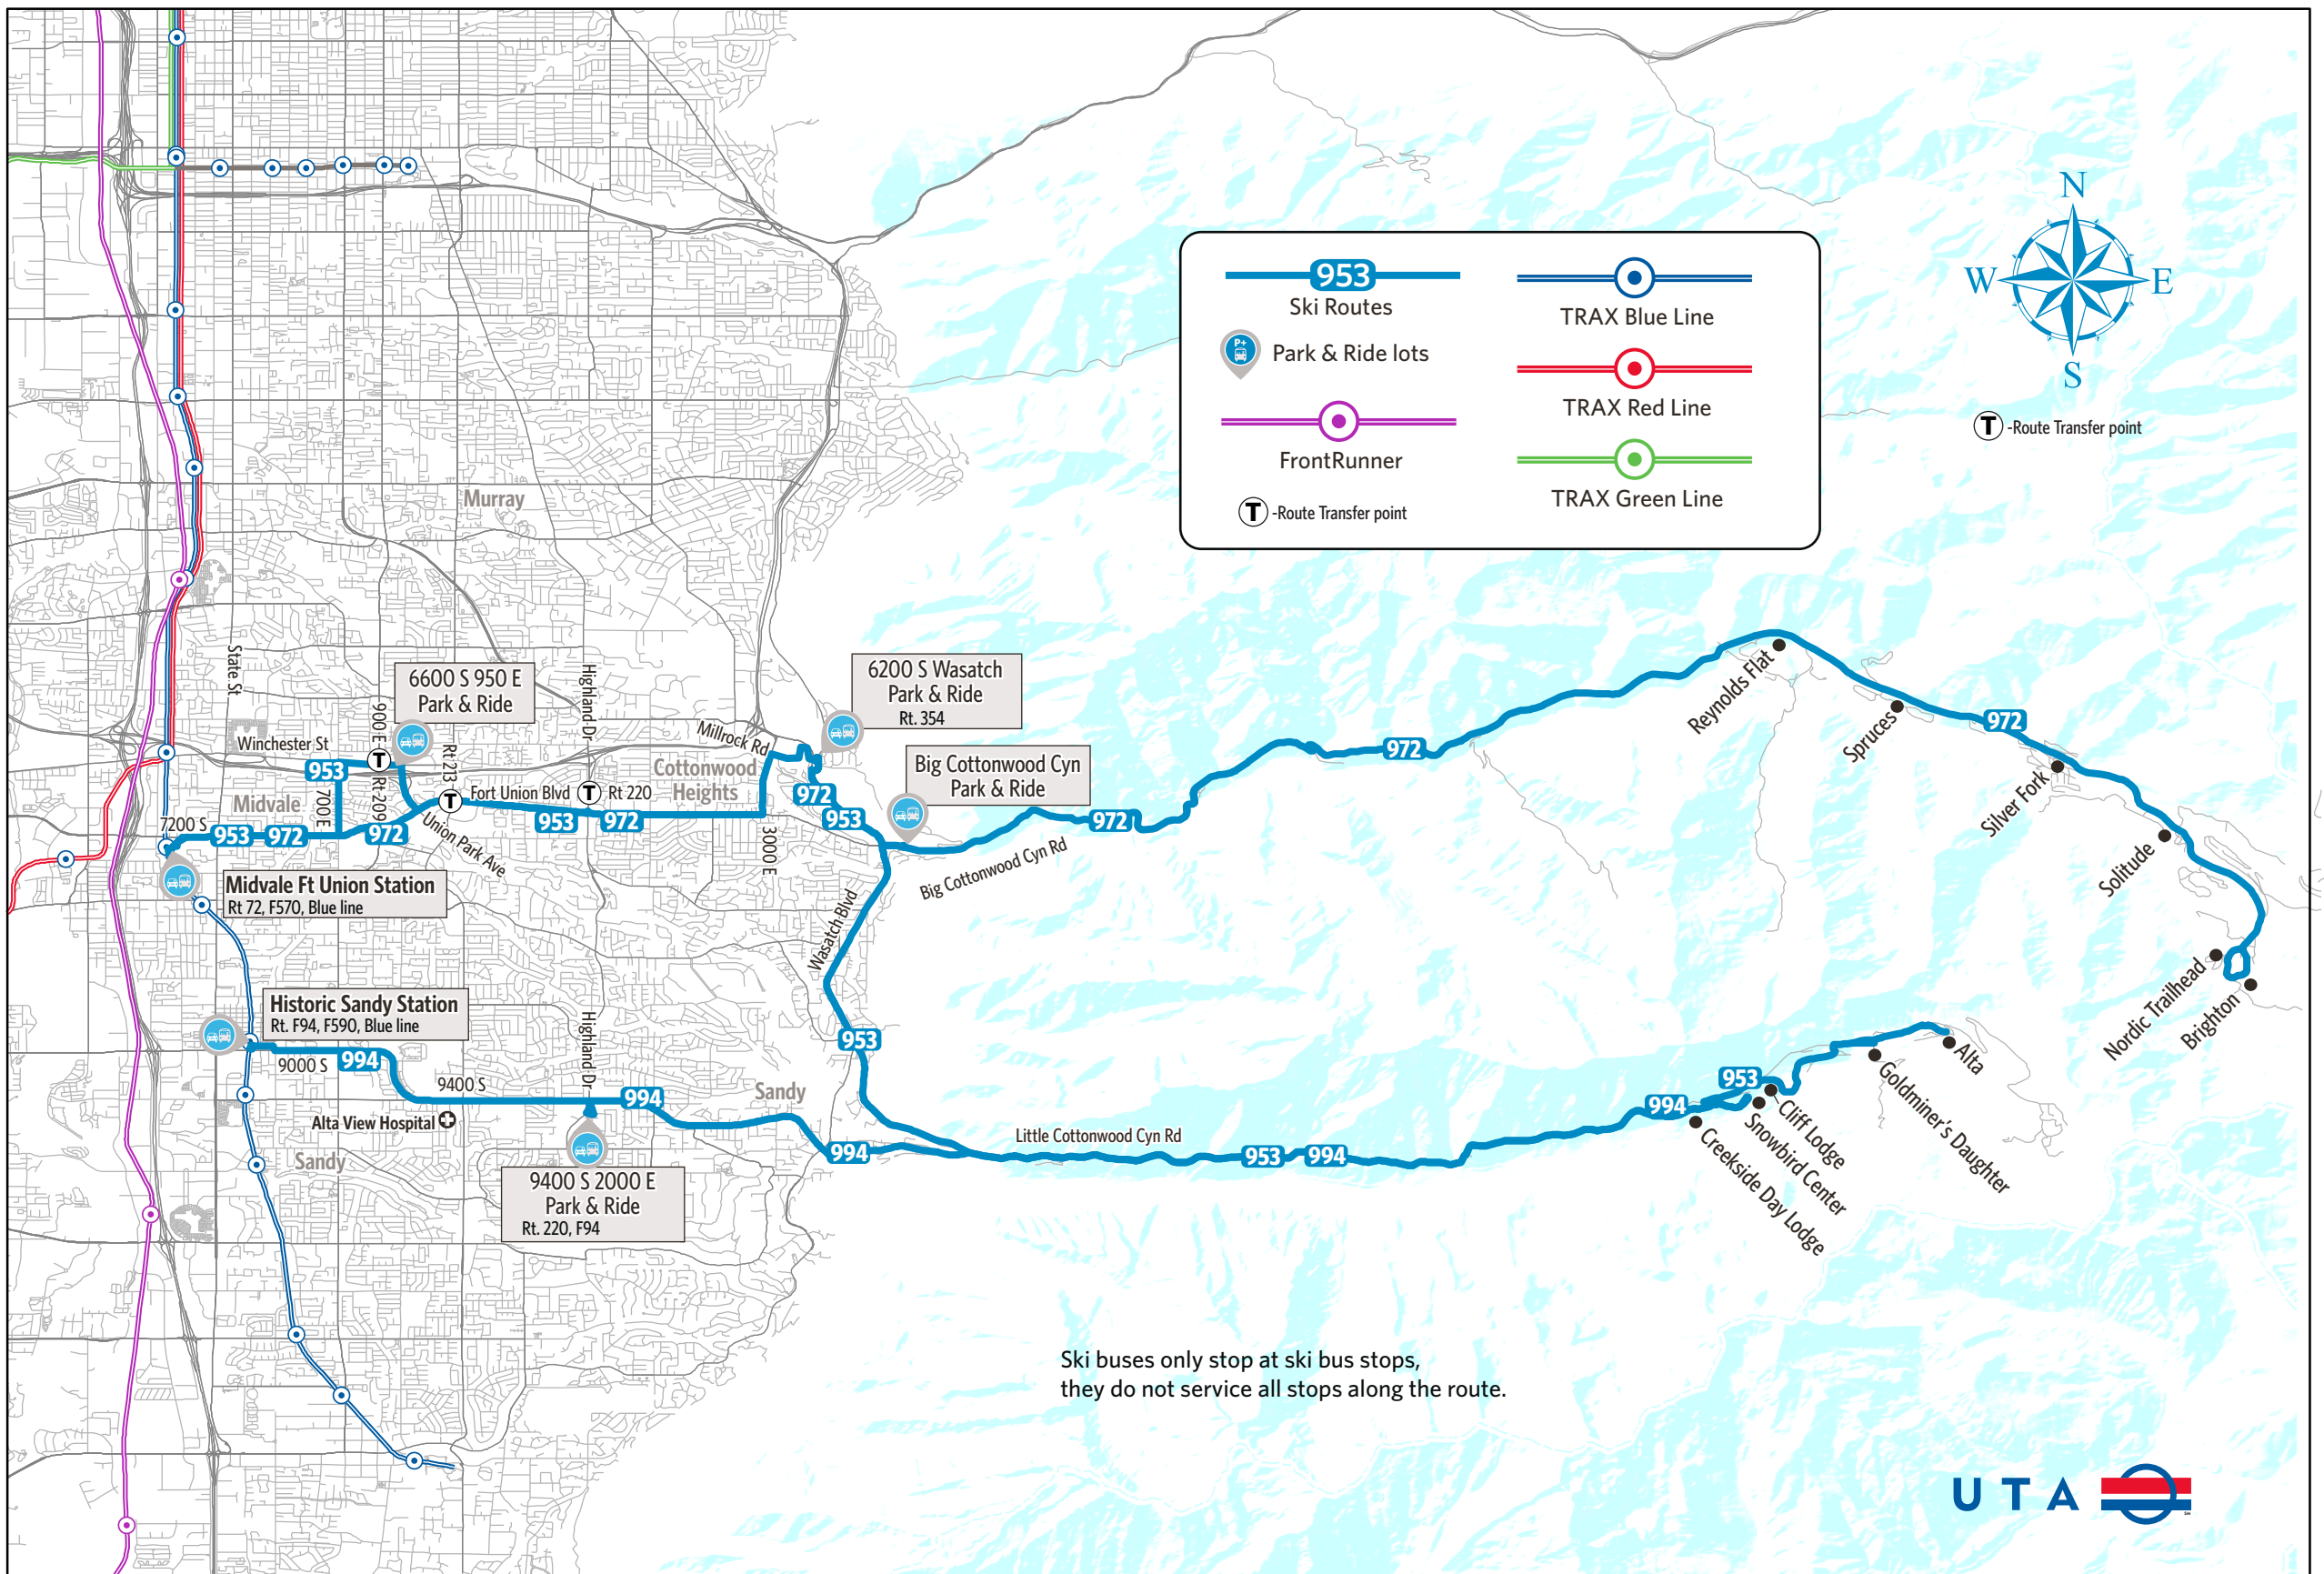 N
W
E
S
953
Ski Routes
P+
Park & Ride lots
FrontRunner
T -Route Transfer point
TRAX Blue Line
TRAX Red Line
TRAX Green Line
T -Route Transfer point
Murray
State St
6600 S 950 E
Park & Ride
Highland Dr
6200 S Wasatch
Park & Ride
Rt. 354
900 E
Rt 213
Winchester St
T
953
Rt 209
700 E
Midvale
7200 S
953
972
972
T
Fort Union Blvd
T
Rt 220
Union Park Ave
953
972
Millrock Rd
Cottonwood
Heights
3000 E
972
953
Big Cottonwood Cyn
Park & Ride
972
Big Cottonwood Cyn Rd
972
Reynolds Flat
Spruces
972
Silver Fork
Solitude
Nordic Trailhead
Brighton
Midvale Ft Union Station
Rt 72, F570, Blue line
Wasatch Blvd
Historic Sandy Station
Rt. F94, F590, Blue line
9000 S
994
9400 S
Highland Dr
Alta View Hospital
Sandy
994
Sandy
953
994
9400 S 2000 E
Park & Ride
Rt. 220, F94
Little Cottonwood Cyn Rd
953
994
994
953
Creekside Day Lodge
Snowbird Center
Cliff Lodge
Goldminer's Daughter
Alta
Ski buses only stop at ski bus stops,
they do not service all stops along the route.
UTA